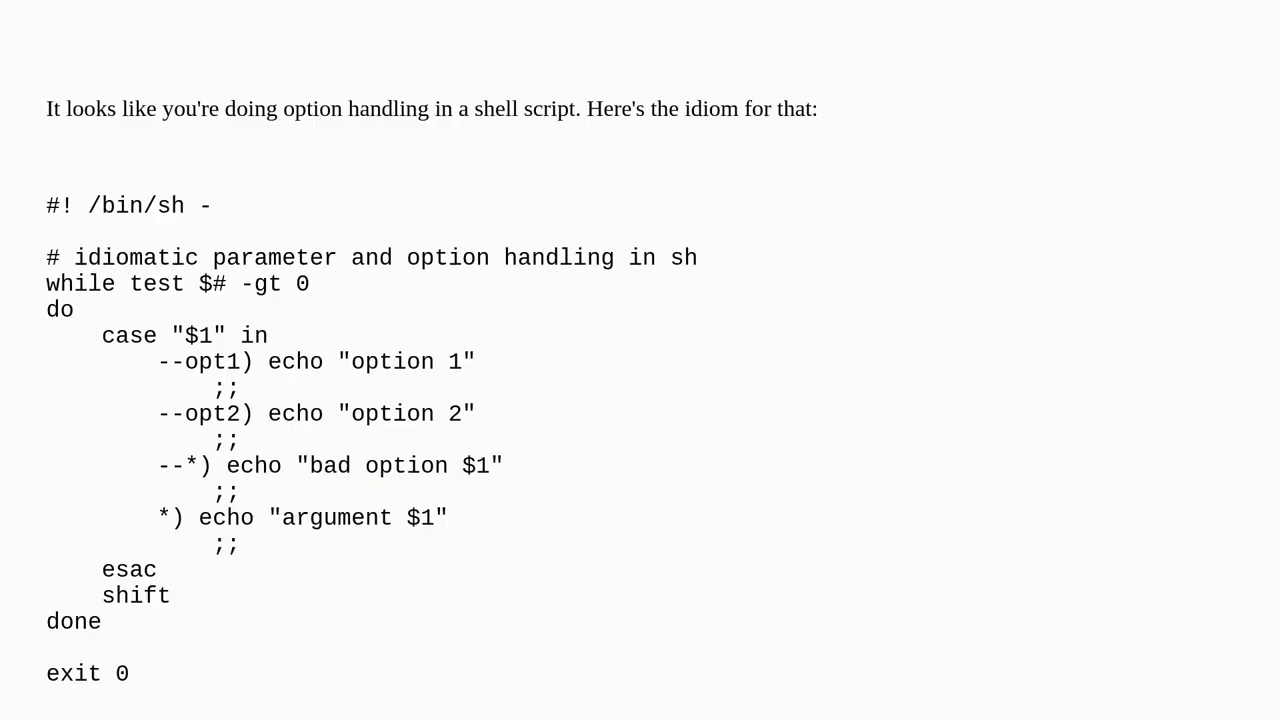 It looks like you're doing option handling in a shell script. Here's the idiom for that:
#! /bin/sh -
# idiomatic parameter and option handling in sh
while test $# -gt 0
do
    case "$1" in
        --opt1) echo "option 1"
            ;;
        --opt2) echo "option 2"
            ;;
        --*) echo "bad option $1"
            ;;
        *) echo "argument $1"
            ;;
    esac
    shift
done
exit 0